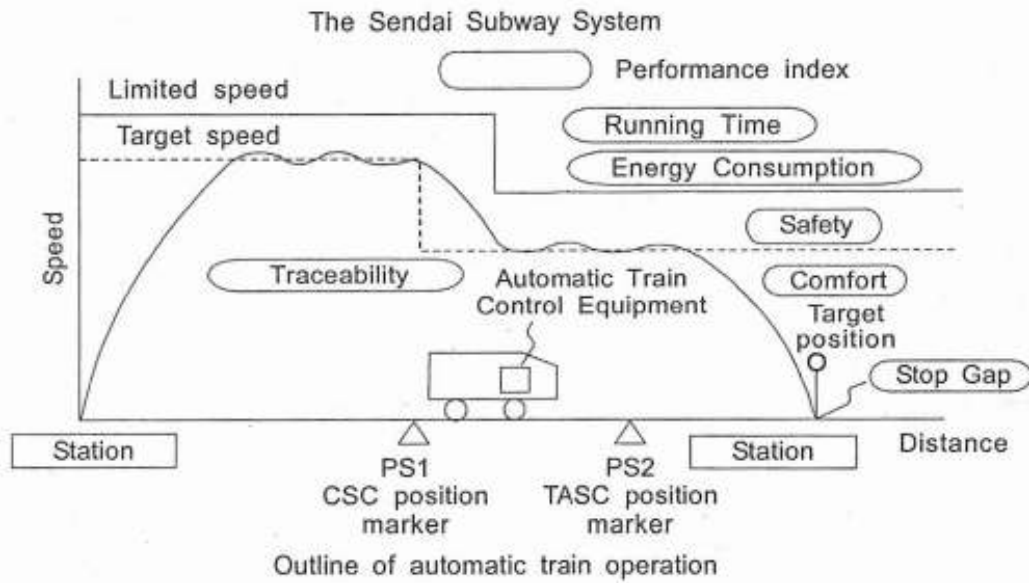 The Sendai Subway System
Performance index
Limited speed
Running Time
Target speed
Energy Consumption
Safety
Speed
Traceability
Automatic Train
Control Equipment
Comfort
Target
position
Stop Gap
Station
Station
Distance
PS1
CSC position
marker
PS2
TASC position
marker
Outline of automatic train operation